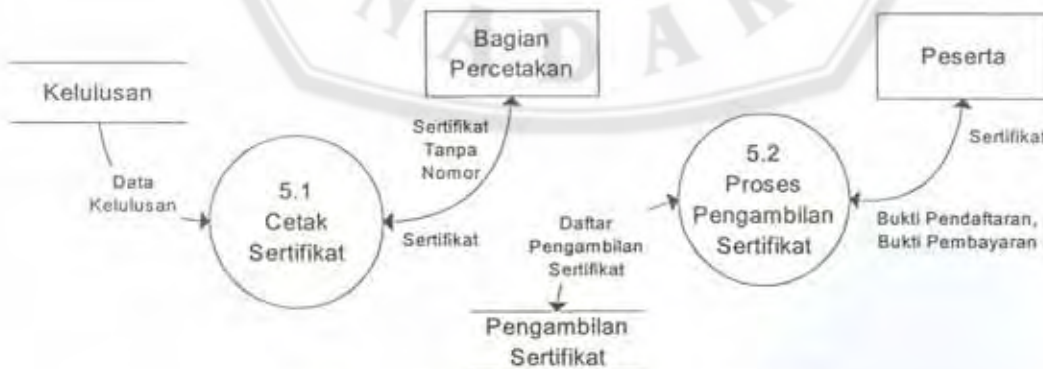 NADAR
Kelulusan
Data
Kelulusan
5.1
Cetak
Sertifikat
Bagian
Percetakan
Sertifikat
Tanpa
Nomor
Sertifikat
Daftar
Pengambilan
Sertifikat
Pengambilan
Sertifikat
5.2
Proses
Pengambilan
Sertifikat
Peserta
Sertifikat
Bukti Pendaftaran,
Bukti Pembayaran